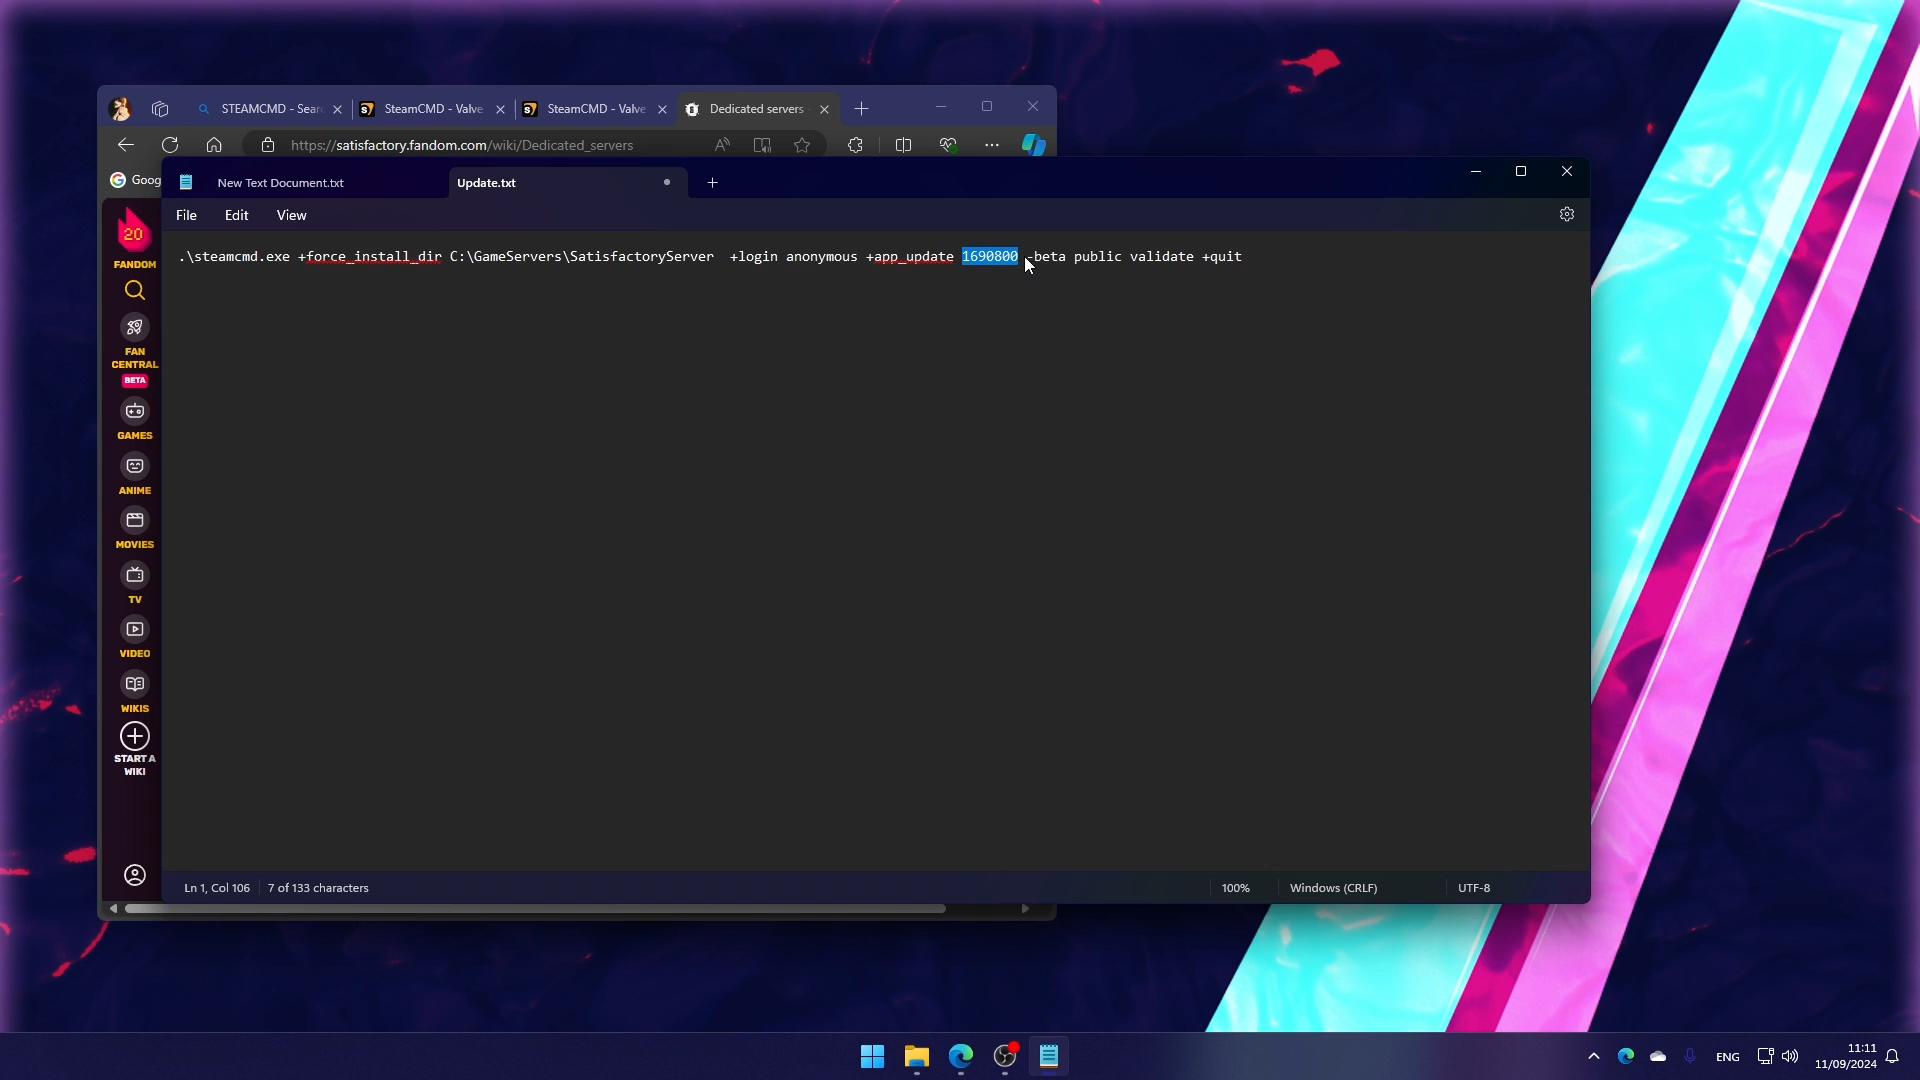 STEAMCMD - Sear
SteamCMD - Valve
SteamCMD - Valve
Dedicated servers -
https://satisfactory.fandom.com/wiki/Dedicated_servers
Goog
New Text Document.txt
Update.txt
File
Edit
View
.\steamcmd.exe +force_install_dir C:\GameServers\SatisfactoryServer  +login anonymous +app_update 1690800 -beta public validate +quit
20
FANDOM
FAN
CENTRAL
BETA
GAMES
ANIME
MOVIES
TV
VIDEO
WIKIS
START A
WIKI
Ln 1, Col 106
7 of 133 characters
100%
Windows (CRLF)
UTF-8
ENG
11:11
11/09/2024